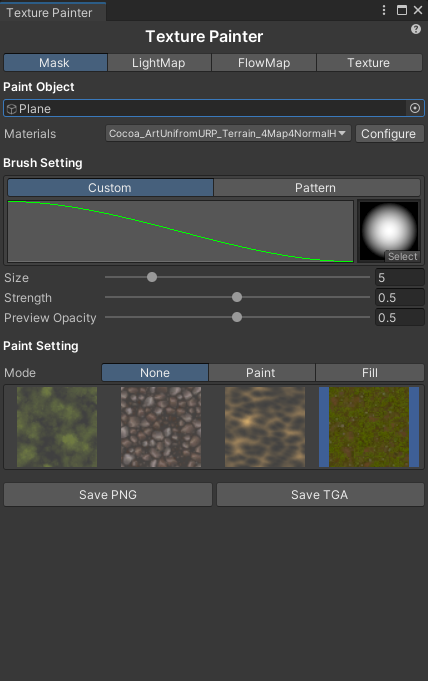 Texture Painter
Texture Painter
Mask LightMap FlowMap Texture
Paint Object
Plane
Materials Cocoa_ArtUnifromURP_Terrain_4Map4NormalH Configure
Brush Setting
Custom Pattern
Select
Size 5
Strength 0.5
Preview Opacity 0.5
Paint Setting
Mode None Paint Fill
Save PNG Save TGA